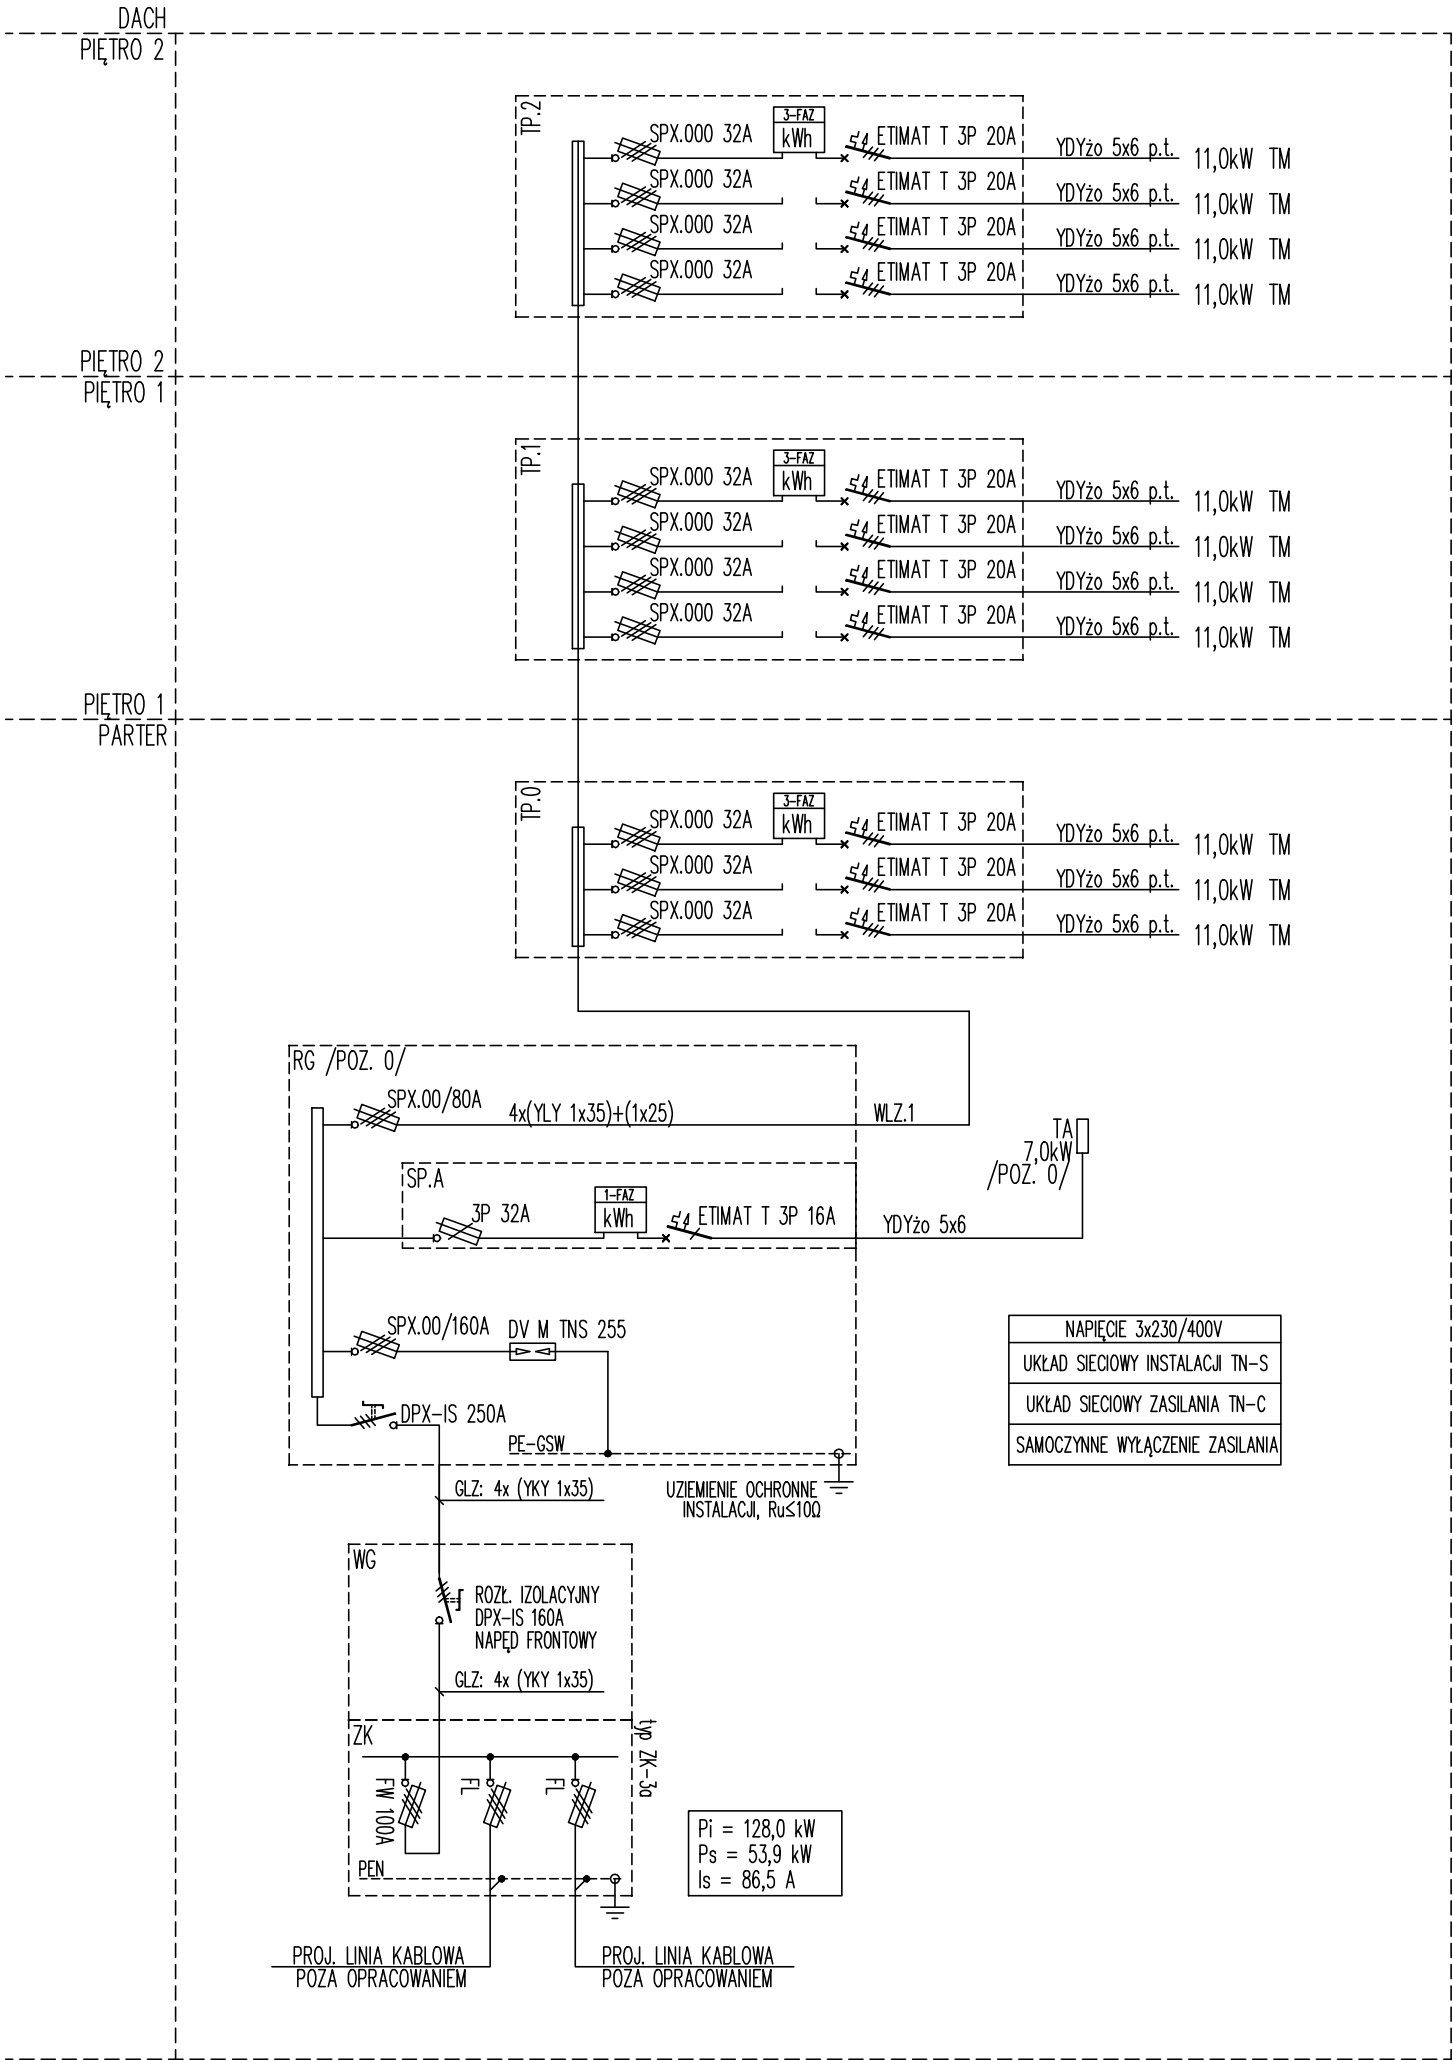 DACH
PIĘTRO 2
TP.2
3-FAZ
kWh
SPX.000 32A
ETIMAT T 3P 20A
YDYżo 5x6 p.t.
11,0kW TM
SPX.000 32A
ETIMAT T 3P 20A
YDYżo 5x6 p.t.
11,0kW TM
SPX.000 32A
ETIMAT T 3P 20A
YDYżo 5x6 p.t.
11,0kW TM
SPX.000 32A
ETIMAT T 3P 20A
YDYżo 5x6 p.t.
11,0kW TM
PIĘTRO 2
PIĘTRO 1
TP.1
3-FAZ
kWh
SPX.000 32A
ETIMAT T 3P 20A
YDYżo 5x6 p.t.
11,0kW TM
SPX.000 32A
ETIMAT T 3P 20A
YDYżo 5x6 p.t.
11,0kW TM
SPX.000 32A
ETIMAT T 3P 20A
YDYżo 5x6 p.t.
11,0kW TM
SPX.000 32A
ETIMAT T 3P 20A
YDYżo 5x6 p.t.
11,0kW TM
PIĘTRO 1
PARTER
TP.0
3-FAZ
kWh
SPX.000 32A
ETIMAT T 3P 20A
YDYżo 5x6 p.t.
11,0kW TM
SPX.000 32A
ETIMAT T 3P 20A
YDYżo 5x6 p.t.
11,0kW TM
SPX.000 32A
ETIMAT T 3P 20A
YDYżo 5x6 p.t.
11,0kW TM
RG /POZ. 0/
SPX.00/80A
4x(YLY 1x35)+(1x25)
WLZ.1
TA
7,0kW
/POZ. 0/
SP.A
3P 32A
1-FAZ
kWh
ETIMAT T 3P 16A
YDYżo 5x6
SPX.00/160A
DV M TNS 255
DPX-IS 250A
PE-GSW
NAPIĘCIE 3x230/400V
UKŁAD SIECIOWY INSTALACJI TN-S
UKŁAD SIECIOWY ZASILANIA TN-C
SAMOCZYNNE WYŁĄCZENIE ZASILANIA
GLZ: 4x (YKY 1x35)
UZIEMIENIE OCHRONNE
INSTALACJI, Ru≤10Ω
WG
ROZŁ. IZOLACYJNY
DPX-IS 160A
NAPĘD FRONTOWY
GLZ: 4x (YKY 1x35)
ZK
typ ZK-3a
FW 100A
FL
FL
PEN
Pi = 128,0 kW
Ps = 53,9 kW
Is = 86,5 A
PROJ. LINIA KABLOWA
POZA OPRACOWANIEM
PROJ. LINIA KABLOWA
POZA OPRACOWANIEM